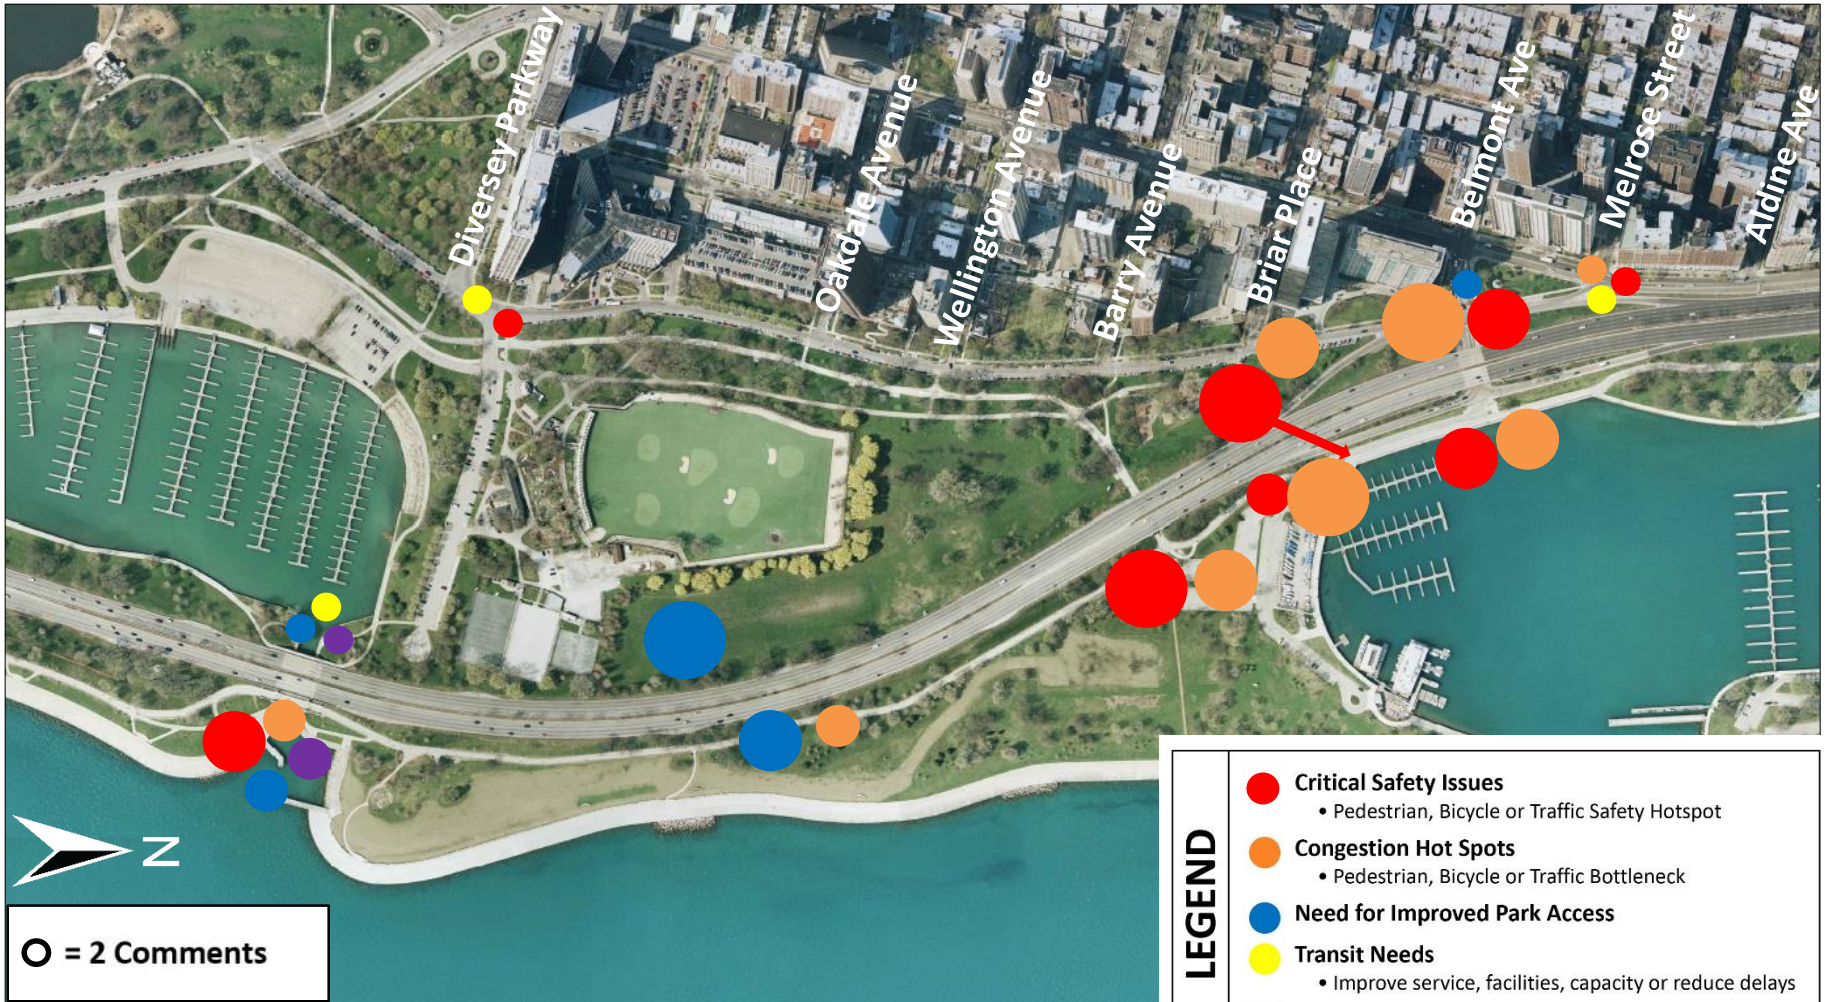 Diversey Parkway
Oakdale Avenue
Wellington Avenue
Barry Avenue
Briar Place
Belmont Ave
Melrose Street
Aldine Ave
N
= 2 Comments
LEGEND
Critical Safety Issues
• Pedestrian, Bicycle or Traffic Safety Hotspot
Congestion Hot Spots
• Pedestrian, Bicycle or Traffic Bottleneck
Need for Improved Park Access
Transit Needs
• Improve service, facilities, capacity or reduce delays